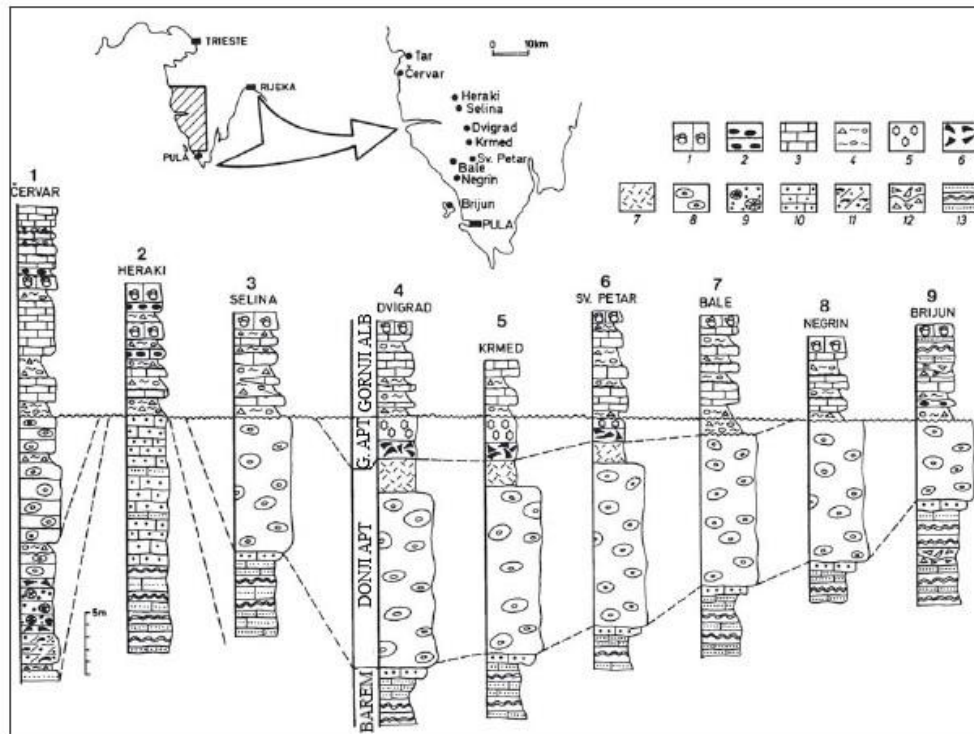 TRIESTE
RIJEKA
PULA
0 10km
Tar
Červar
Heraki
Selina
Dvigrad
Krmed
Sv. Petar
Bale
Negrin
Brijun
PULA
1 2 3 4 5 6
7 8 9 10 11 12 13
1
ČERVAR
2
HERAKI
3
SELINA
4
DVIGRAD
5
KRMED
6
SV. PETAR
7
BALE
8
NEGRIN
9
BRIJUN
GORNJI ALB
G. APT
DONJI APT
BAREM
5m